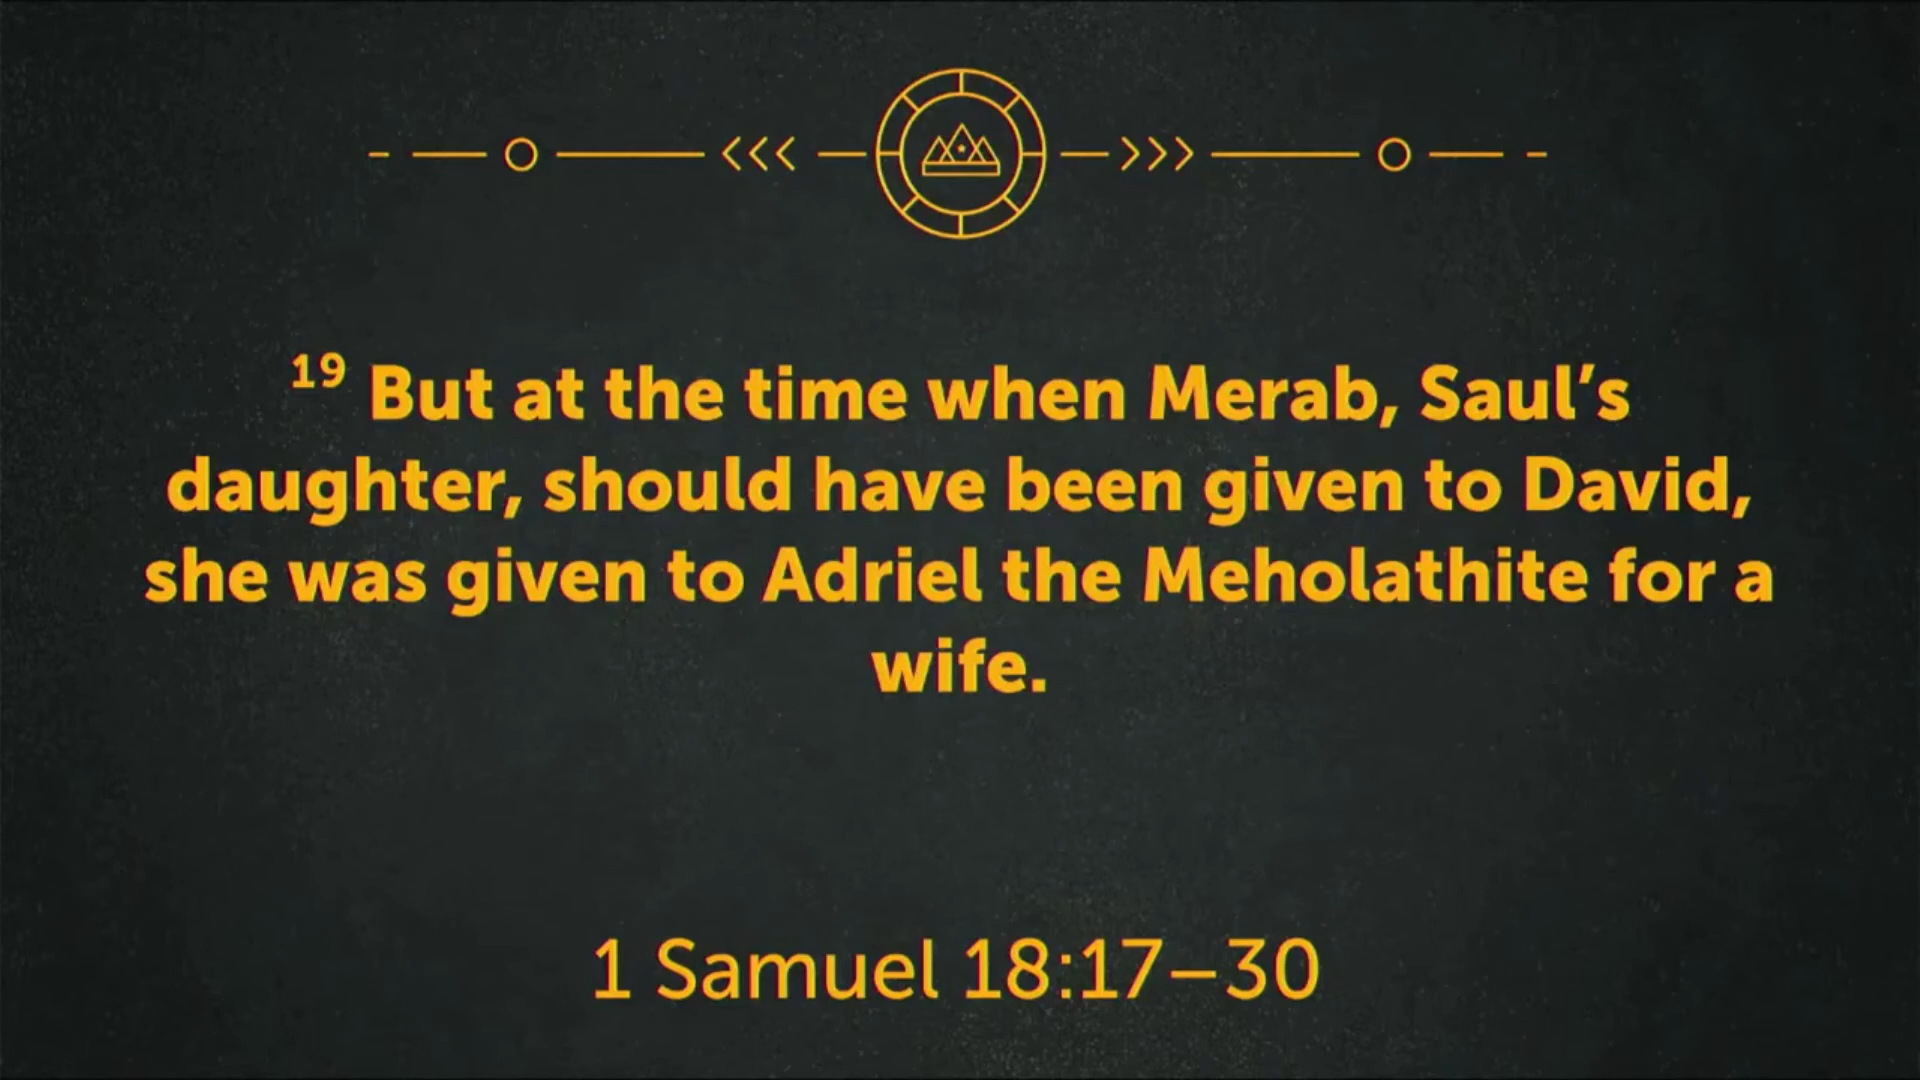 19 But at the time when Merab, Saul’s
daughter, should have been given to David,
she was given to Adriel the Meholathite for a
wife.
1 Samuel 18:17–30